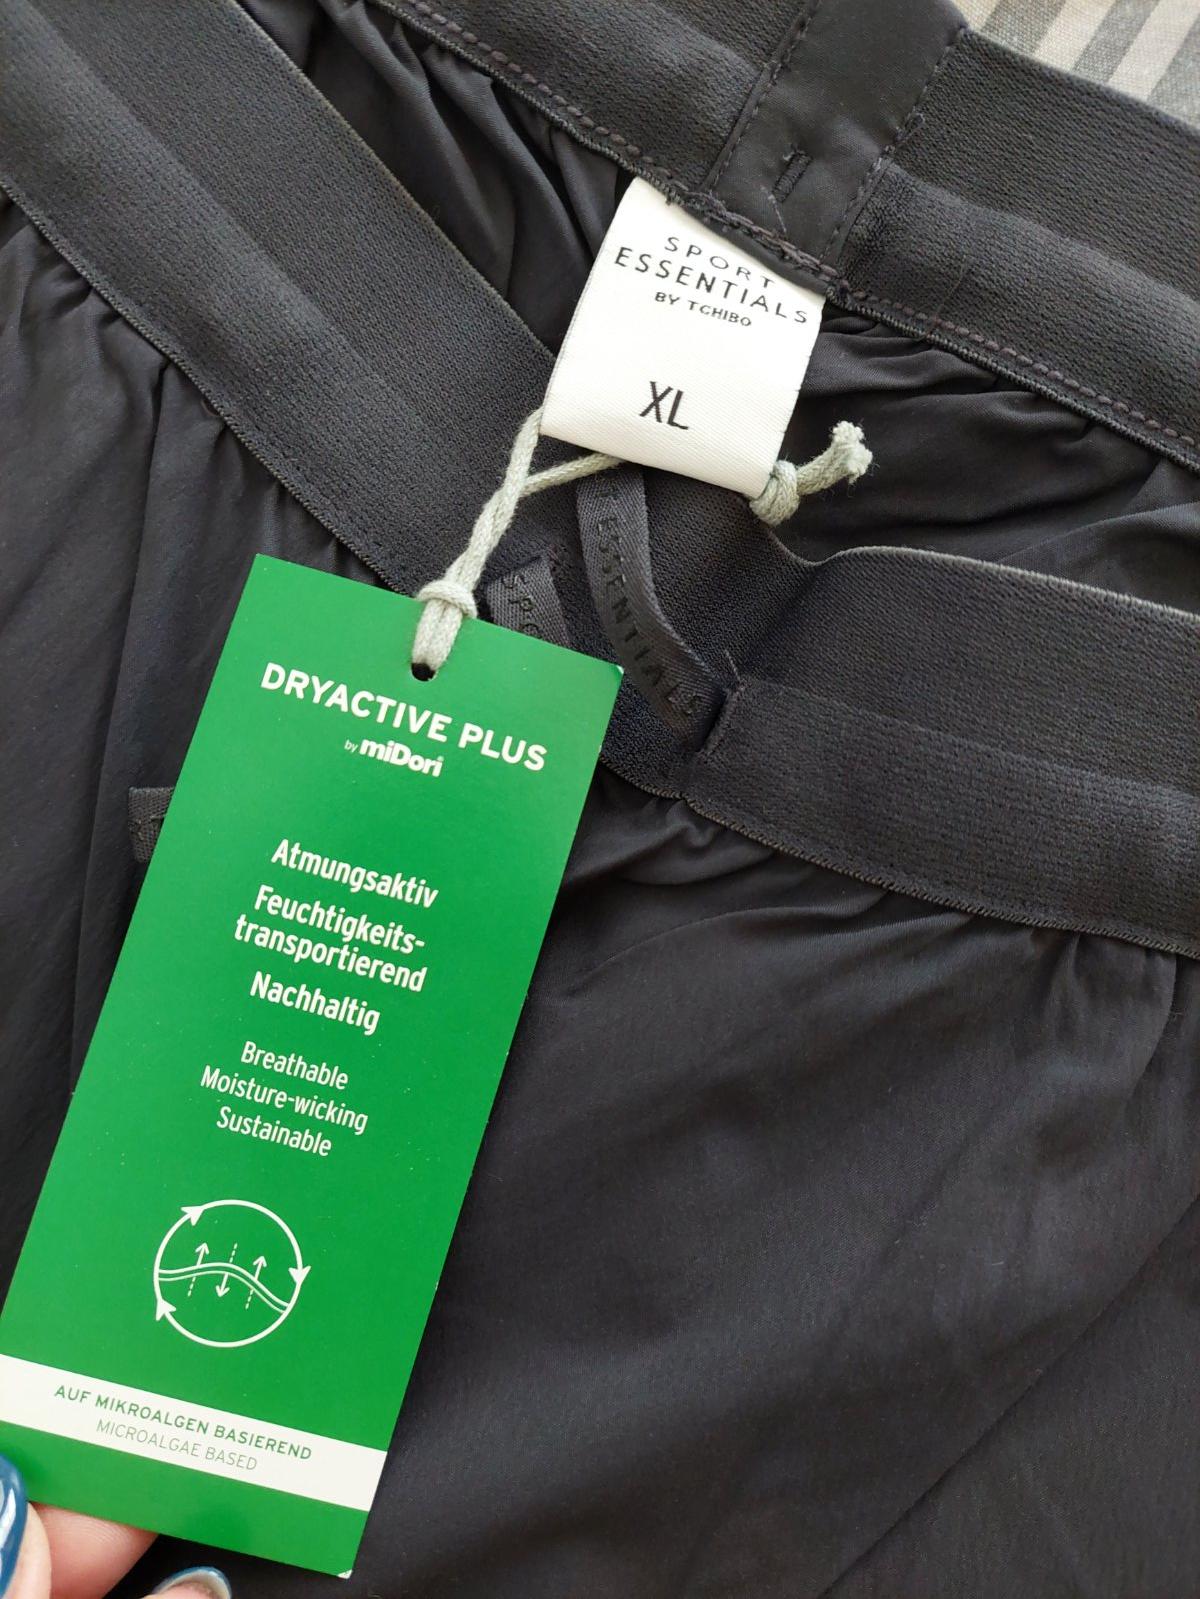 SPORT
ESSENTIALS
BY TCHIBO
XL
ESSENTIALS
DRYACTIVE PLUS
by miDori
Atmungsaktiv
Feuchtigkeits-
transportierend
Nachhaltig
Breathable
Moisture-wicking
Sustainable
AUF MIKROALGEN BASIEREND
MICROALGAE BASED